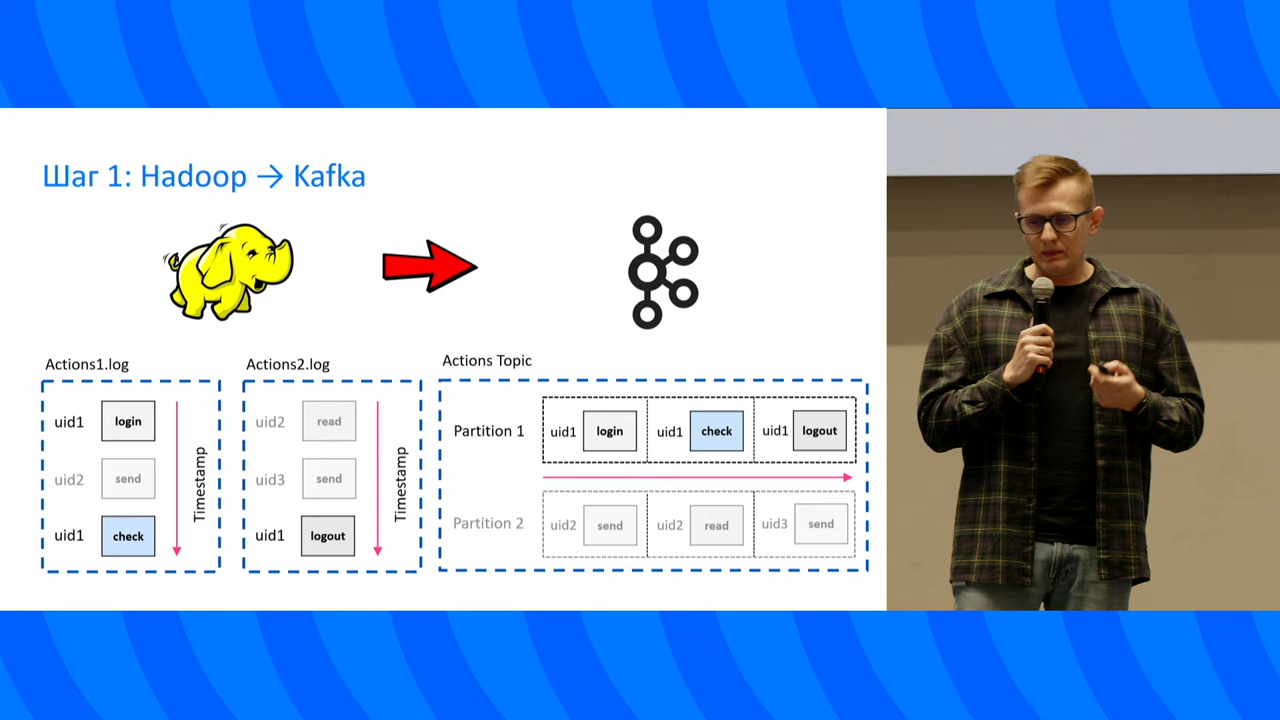 Шаг 1: Hadoop → Kafka
Actions1.log
uid1 login
uid2 send
uid1 check
Timestamp
Actions2.log
uid2 read
uid3 send
uid1 logout
Timestamp
Actions Topic
Partition 1 uid1 login uid1 check uid1 logout
Partition 2 uid2 send uid2 read uid3 send